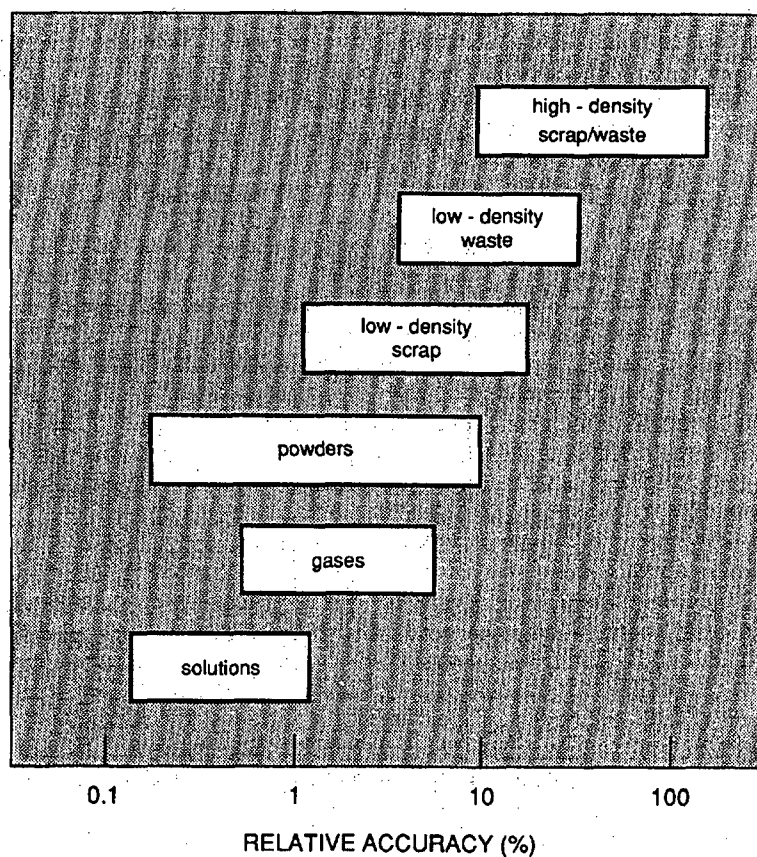 high - density
scrap/waste
low - density
waste
low - density
scrap
powders
gases
solutions
0.1 1 10 100
RELATIVE ACCURACY (%)